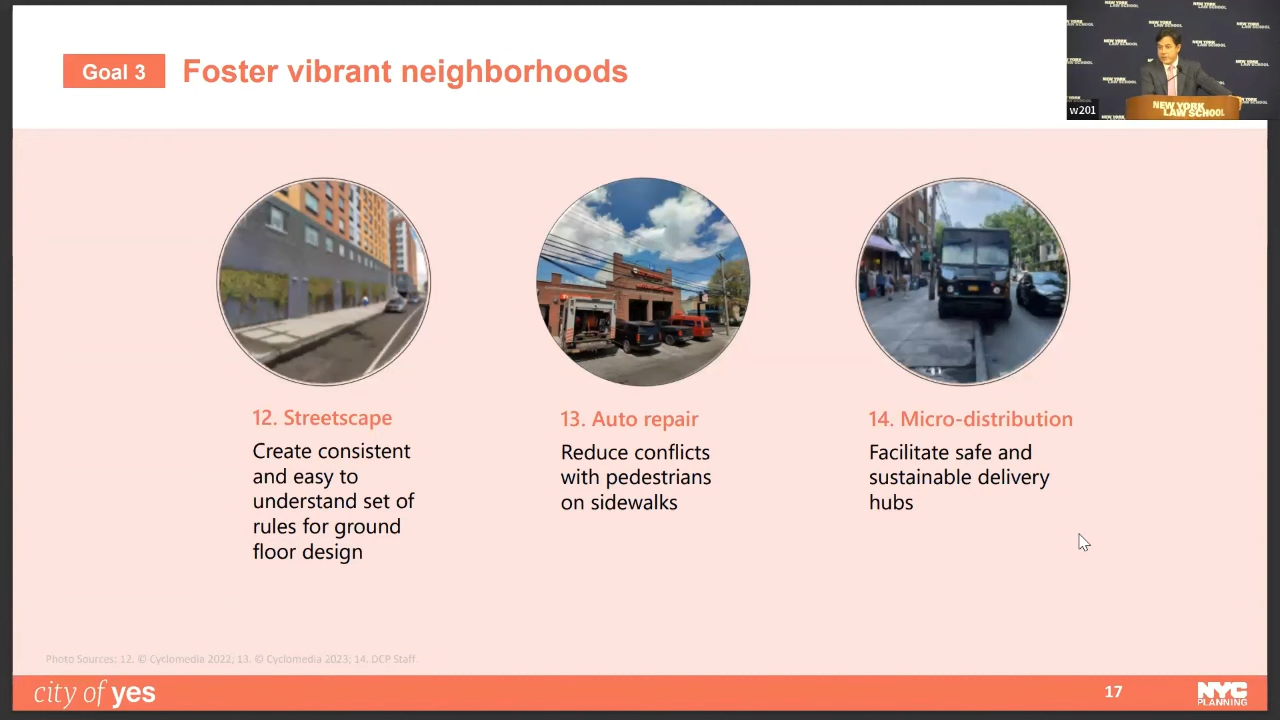 Goal 3
Foster vibrant neighborhoods
NEW YORK
LAW SCHOOL
w201
12. Streetscape
Create consistent
and easy to
understand set of
rules for ground
floor design
13. Auto repair
Reduce conflicts
with pedestrians
on sidewalks
14. Micro-distribution
Facilitate safe and
sustainable delivery
hubs
Photo Sources: 12. © Cyclomedia 2022; 13. © Cyclomedia 2023; 14. DCP Staff.
city of yes
17
NYC
PLANNING